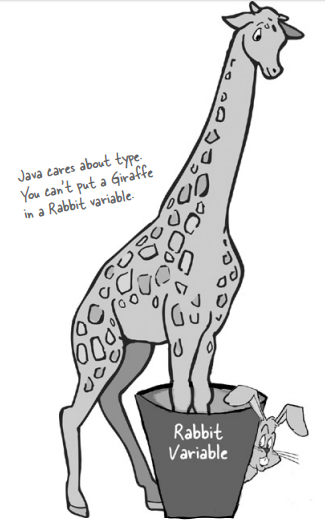 Java cares about type.
You can't put a Giraffe
in a Rabbit variable.
Rabbit
Variable